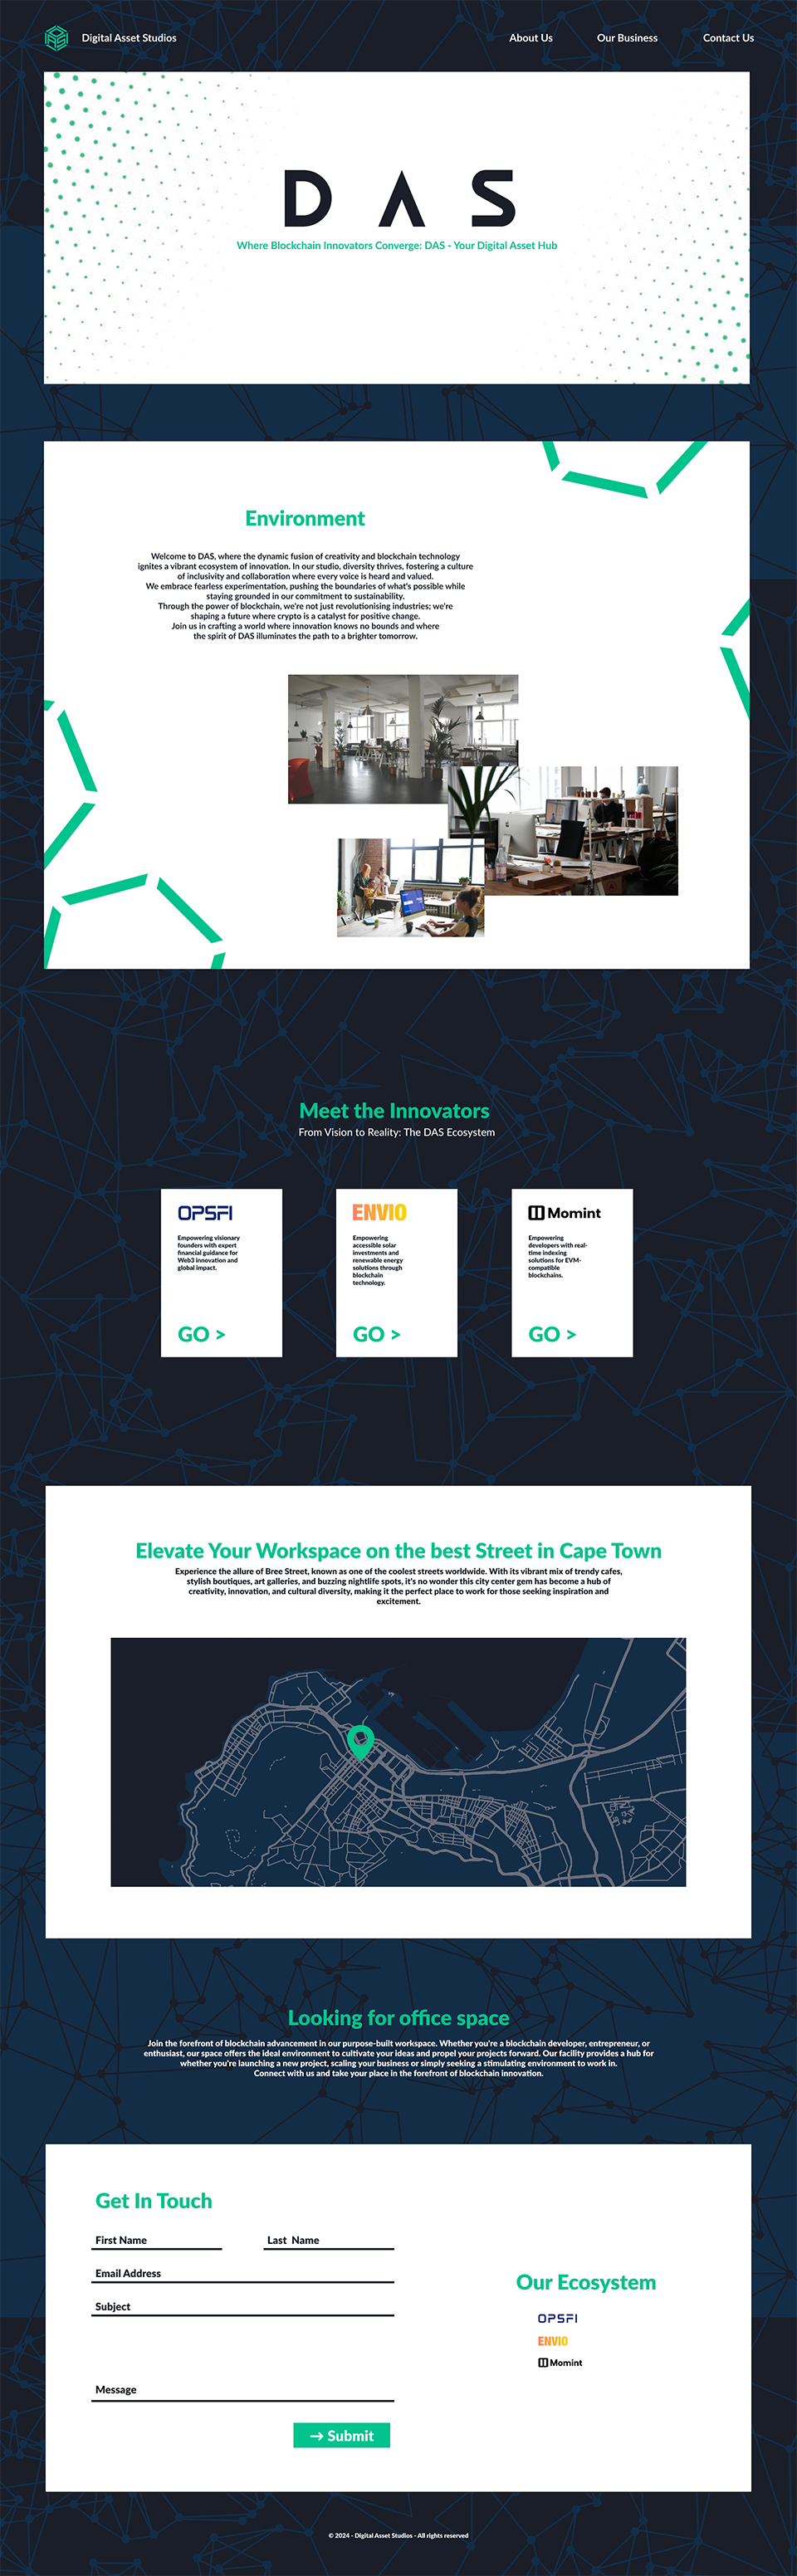 Digital Asset Studios
About Us
Our Business
Contact Us
DAS
Where Blockchain Innovators Converge: DAS - Your Digital Asset Hub
Environment
Welcome to DAS, where the dynamic fusion of creativity and blockchain technology
ignites a vibrant ecosystem of innovation. In our studio, diversity thrives, fostering a culture
of inclusivity and collaboration where every voice is heard and valued.
We embrace fearless experimentation, pushing the boundaries of what's possible while
staying grounded in our commitment to sustainability.
Through the power of blockchain, we're not just revolutionising industries; we're
shaping a future where crypto is a catalyst for positive change.
Join us in crafting a world where innovation knows no bounds and where
the spirit of DAS illuminates the path to a brighter tomorrow.
Meet the Innovators
From Vision to Reality: The DAS Ecosystem
OPSFI
Empowering visionary
founders with expert
financial guidance for
Web3 innovation and
global impact.
GO >
ENVIO
Empowering
accessible solar
investments and
renewable energy
solutions through
blockchain
technology.
GO >
Momint
Empowering
developers with real-
time indexing
solutions for EVM-
compatible
blockchains.
GO >
Elevate Your Workspace on the best Street in Cape Town
Experience the allure of Bree Street, known as one of the coolest streets worldwide. With its vibrant mix of trendy cafes,
stylish boutiques, art galleries, and buzzing nightlife spots, it's no wonder this city center gem has become a hub of
creativity, innovation, and cultural diversity, making it the perfect place to work for those seeking inspiration and
excitement.
Looking for office space
Join the forefront of blockchain advancement in our purpose-built workspace. Whether you're a blockchain developer, entrepreneur, or
enthusiast, our space offers the ideal environment to cultivate your ideas and propel your projects forward. Our facility provides a hub for
whether you're launching a new project, scaling your business or simply seeking a stimulating environment to work in.
Connect with us and take your place in the forefront of blockchain innovation.
Get In Touch
First Name
Last Name
Email Address
Subject
Message
→ Submit
Our Ecosystem
OPSFI
ENVIO
Momint
© 2024 - Digital Asset Studios - All rights reserved